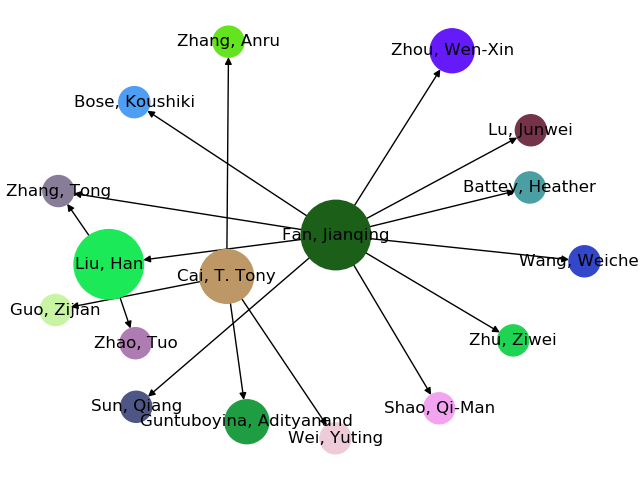 Zhang, Anru
Zhou, Wen-Xin
Bose, Koushiki
Lu, Junwei
Battey, Heather
Zhang, Tong
Fan, Jianqing
Wang, Weiche
Liu, Han
Cai, T. Tony
Guo, Zijian
Zhu, Ziwei
Zhao, Tuo
Sun, Qiang
Shao, Qi-Man
Guntuboyina, Adityanand
Wei, Yuting